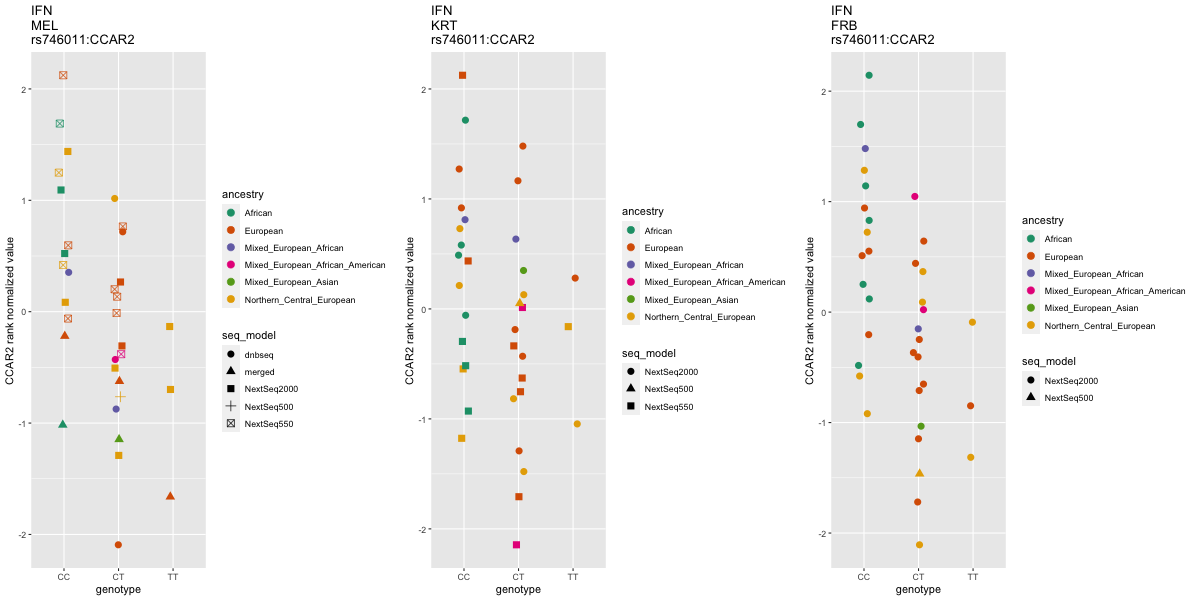 IFN
MEL
rs746011:CCAR2
CCAR2 rank normalized value
2
1
0
-1
-2
CC
CT
TT
genotype
ancestry
African
European
Mixed_European_African
Mixed_European_African_American
Mixed_European_Asian
Northern_Central_European
seq_model
dnbseq
merged
NextSeq2000
NextSeq500
NextSeq550
IFN
KRT
rs746011:CCAR2
CCAR2 rank normalized value
2
1
0
-1
-2
CC
CT
TT
genotype
ancestry
African
European
Mixed_European_African
Mixed_European_African_American
Mixed_European_Asian
Northern_Central_European
seq_model
NextSeq2000
NextSeq500
NextSeq550
IFN
FRB
rs746011:CCAR2
CCAR2 rank normalized value
2
1
0
-1
-2
CC
CT
TT
genotype
ancestry
African
European
Mixed_European_African
Mixed_European_African_American
Mixed_European_Asian
Northern_Central_European
seq_model
NextSeq2000
NextSeq500